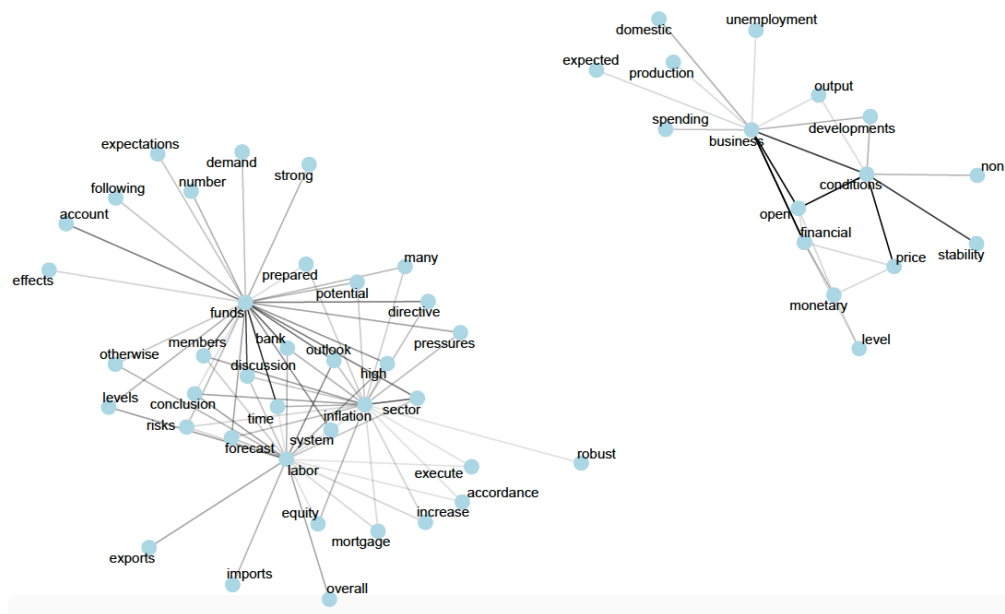 domestic
unemployment
expected
production
output
spending
developments
business
expectations
demand
number
strong
following
non
conditions
account
open
financial
price
stability
effects
prepared
many
potential
monetary
funds
directive
level
members
bank
outlook
pressures
otherwise
discussion
high
levels
conclusion
time
inflation
sector
risks
system
forecast
labor
robust
execute
accordance
equity
increase
mortgage
exports
imports
overall